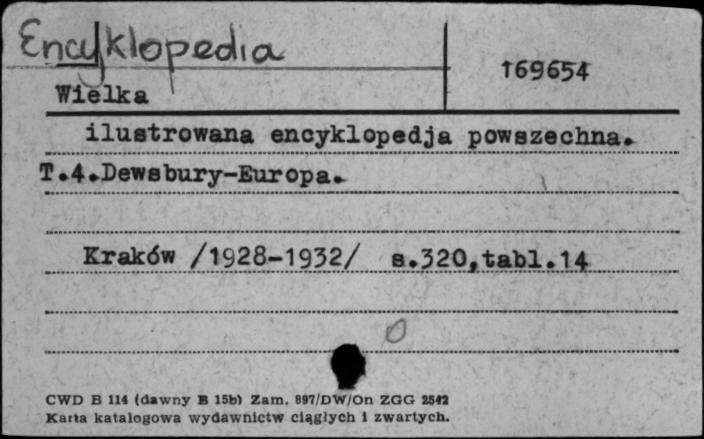 Encyklopedia
169654
Wielka
ilustrowana encyklopedja powszechna.
T.4.Dewsbury-Europa.
Kraków /1928-1932/ s.320,tabl.14
0
CWD B 114 (dawny B 15b) Zam. 897/DW/On ZGG 2542
Karta katalogowa wydawnictw ciągłych i zwartych.